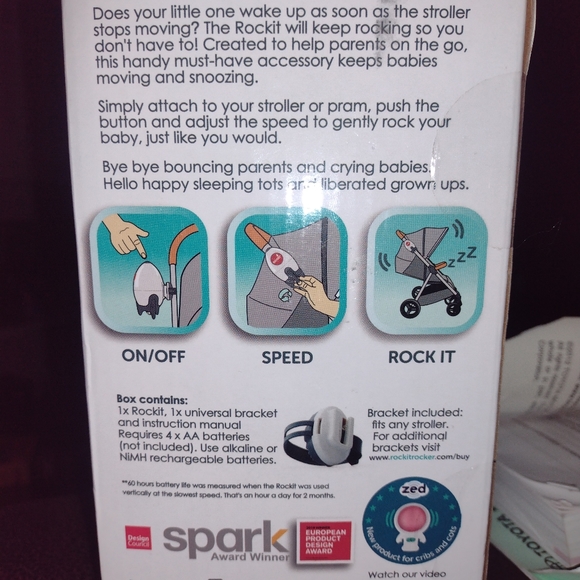 Does your little one wake up as soon as the stroller
stops moving? The Rockit will keep rocking so you
don't have to! Created to help parents on the go,
this handy must-have accessory keeps babies
moving and snoozing.
Simply attach to your stroller or pram, push the
button and adjust the speed to gently rock your
baby, just like you would.
Bye bye bouncing parents and crying babies.
Hello happy sleeping tots and liberated grown ups.
zZZ
ON/OFF
SPEED
ROCK IT
Box contains:
1x Rockit, 1x universal bracket
and instruction manual
Requires 4 x AA batteries
(not included). Use alkaline or
NiMH rechargeable batteries.
Bracket included:
fits any stroller.
For additional
brackets visit
www.rockitrocker.com/buy
**60 hours battery life was measured when the Rockit was used
vertically at the slowest speed. That's an hour a day for 2 months.
Design
Council
spark
Award Winner
EUROPEAN
PRODUCT
DESIGN
AWARD
zed
New product for cribs and cots
Watch our video
TOYOTA